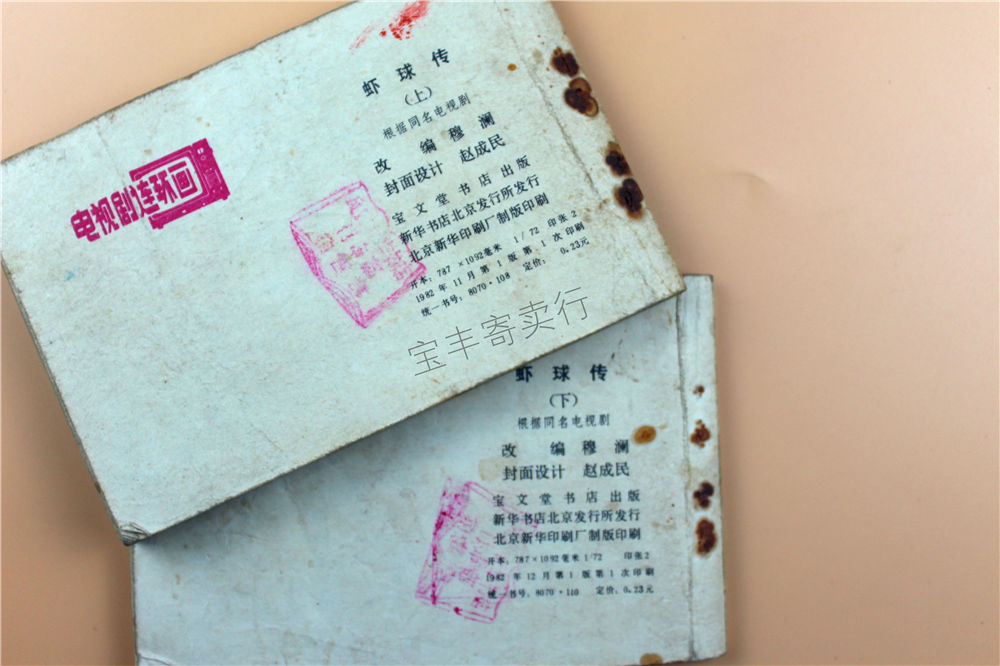 电视剧连环画
虾球传
（上）
根据同名电视剧
改 编 穆 澜
封面设计 赵成民
宝文堂书店出版
新华书店北京发行所发行
北京新华印刷厂制版印刷
开本：787×1092毫米 1/72 印张2
1982年11月第1版第1次印刷
统一书号：8070·108 定价：0.23元
宝丰寄卖行
虾球传
（下）
根据同名电视剧
改 编 穆 澜
封面设计 赵成民
宝文堂书店出版
新华书店北京发行所发行
北京新华印刷厂制版印刷
开本：787×1092毫米 1/72 印张2
1982年12月第1版第1次印刷
统一书号：8070·110 定价：0.23元